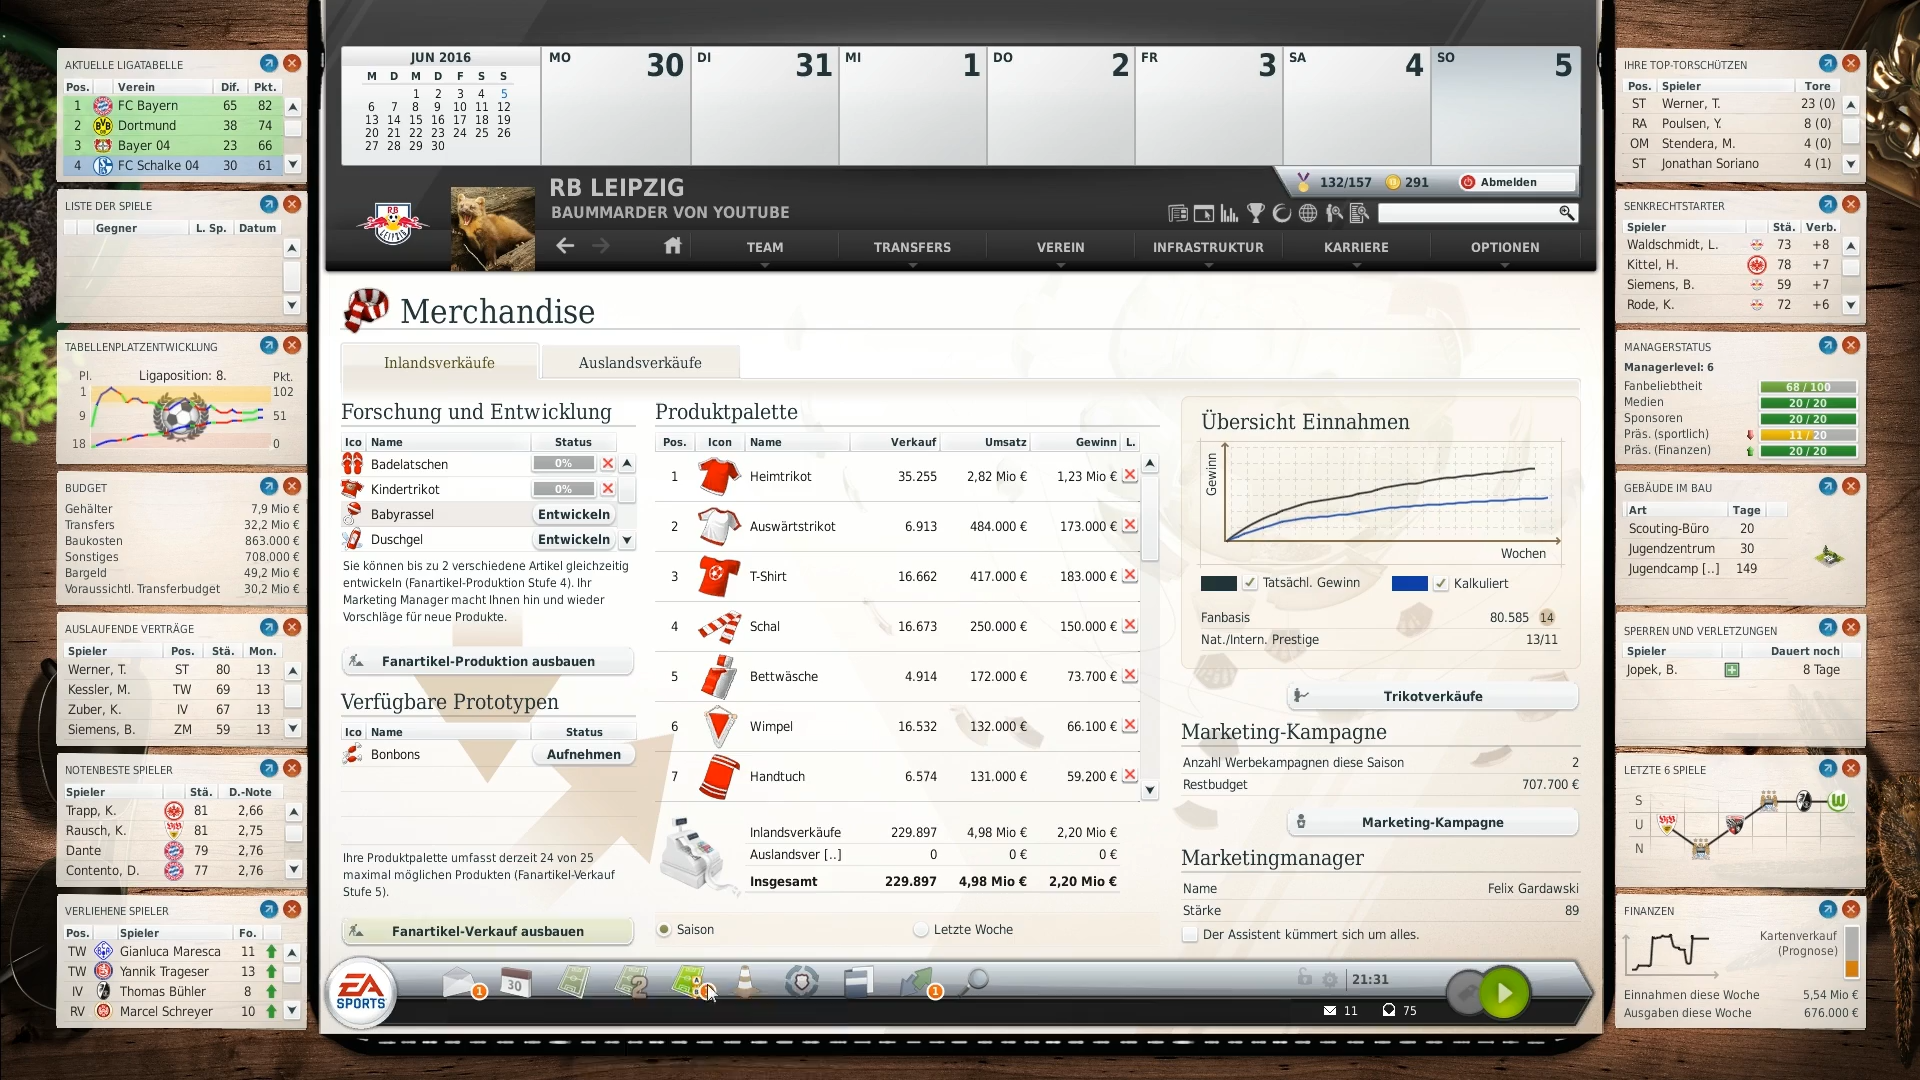 AKTUELLE LIGATABELLE
Pos. Verein Dif. Pkt.
1 FC Bayern 65 82
2 Dortmund 38 74
3 Bayer 04 23 66
4 FC Schalke 04 30 61
LISTE DER SPIELE
Gegner L. Sp. Datum
TABELLENPLATZENTWICKLUNG
Pl. Ligaposition: 8. Pkt.
1 102
9 51
18 0
BUDGET
Gehälter 7,9 Mio €
Transfers 32,2 Mio €
Baukosten 863.000 €
Sonstiges 708.000 €
Bargeld 49,2 Mio €
Voraussichtl. Transferbudget 30,2 Mio €
AUSLAUFENDE VERTRÄGE
Spieler Pos. Stä. Mon.
Werner, T. ST 80 13
Kessler, M. TW 69 13
Zuber, K. IV 67 13
Siemens, B. ZM 59 13
NOTENBESTE SPIELER
Spieler Stä. D.-Note
Trapp, K. 81 2,66
Rausch, K. 81 2,75
Dante 79 2,76
Contento, D. 77 2,76
VERLIEHENE SPIELER
Pos. Spieler Fo.
TW Gianluca Maresca 11
TW Yannik Trageser 13
IV Thomas Bühler 8
RV Marcel Schreyer 10
JUN 2016
M D M D F S S
1 2 3 4 5
6 7 8 9 10 11 12
13 14 15 16 17 18 19
20 21 22 23 24 25 26
27 28 29 30
MO 30 DI 31 MI 1 DO 2 FR 3 SA 4 SO 5
132/157 291 Abmelden
RB LEIPZIG
BAUMMARDER VON YOUTUBE
RB
LEIPZIG
TEAM TRANSFERS VEREIN INFRASTRUKTUR KARRIERE OPTIONEN
Merchandise
Inlandsverkäufe Auslandsverkäufe
Forschung und Entwicklung
Ico Name Status
Badelatschen 0%
Kindertrikot 0%
Babyrassel Entwickeln
Duschgel Entwickeln
Sie können bis zu 2 verschiedene Artikel gleichzeitig
entwickeln (Fanartikel-Produktion Stufe 4). Ihr
Marketing Manager macht Ihnen hin und wieder
Vorschläge für neue Produkte.
Fanartikel-Produktion ausbauen
Verfügbare Prototypen
Ico Name Status
Bonbons Aufnehmen
Ihre Produktpalette umfasst derzeit 24 von 25
maximal möglichen Produkten (Fanartikel-Verkauf
Stufe 5).
Fanartikel-Verkauf ausbauen
Produktpalette
Pos. Icon Name Verkauf Umsatz Gewinn L.
1 Heimtrikot 35.255 2,82 Mio € 1,23 Mio €
2 Auswärtstrikot 6.913 484.000 € 173.000 €
3 T-Shirt 16.662 417.000 € 183.000 €
4 Schal 16.673 250.000 € 150.000 €
5 Bettwäsche 4.914 172.000 € 73.700 €
6 Wimpel 16.532 132.000 € 66.100 €
7 Handtuch 6.574 131.000 € 59.200 €
Inlandsverkäufe 229.897 4,98 Mio € 2,20 Mio €
Auslandsver [..] 0 0 € 0 €
Insgesamt 229.897 4,98 Mio € 2,20 Mio €
Saison Letzte Woche
Übersicht Einnahmen
Gewinn
Wochen
Tatsächl. Gewinn Kalkuliert
Fanbasis 80.585 14
Nat./Intern. Prestige 13/11
Trikotverkäufe
Marketing-Kampagne
Anzahl Werbekampagnen diese Saison 2
Restbudget 707.700 €
Marketing-Kampagne
Marketingmanager
Name Felix Gardawski
Stärke 89
Der Assistent kümmert sich um alles.
EA
SPORTS
1 30 2 A B 1 21:31
11 75
IHRE TOP-TORSCHÜTZEN
Pos. Spieler Tore
ST Werner, T. 23 (0)
RA Poulsen, Y. 8 (0)
OM Stendera, M. 4 (0)
ST Jonathan Soriano 4 (1)
SENKRECHTSTARTER
Spieler Stä. Verb.
Waldschmidt, L. 73 +8
Kittel, H. 78 +7
Siemens, B. 59 +7
Rode, K. 72 +6
MANAGERSTATUS
Managerlevel: 6
Fanbeliebtheit 68 / 100
Medien 20 / 20
Sponsoren 20 / 20
Präs. (sportlich) 11 / 20
Präs. (Finanzen) 20 / 20
GEBÄUDE IM BAU
Art Tage
Scouting-Büro 20
Jugendzentrum 30
Jugendcamp [..] 149
SPERREN UND VERLETZUNGEN
Spieler Dauert noch
Jopek, B. 8 Tage
LETZTE 6 SPIELE
S
U
N
FINANZEN
Kartenverkauf
(Prognose)
Einnahmen diese Woche 5,54 Mio €
Ausgaben diese Woche 676.000 €